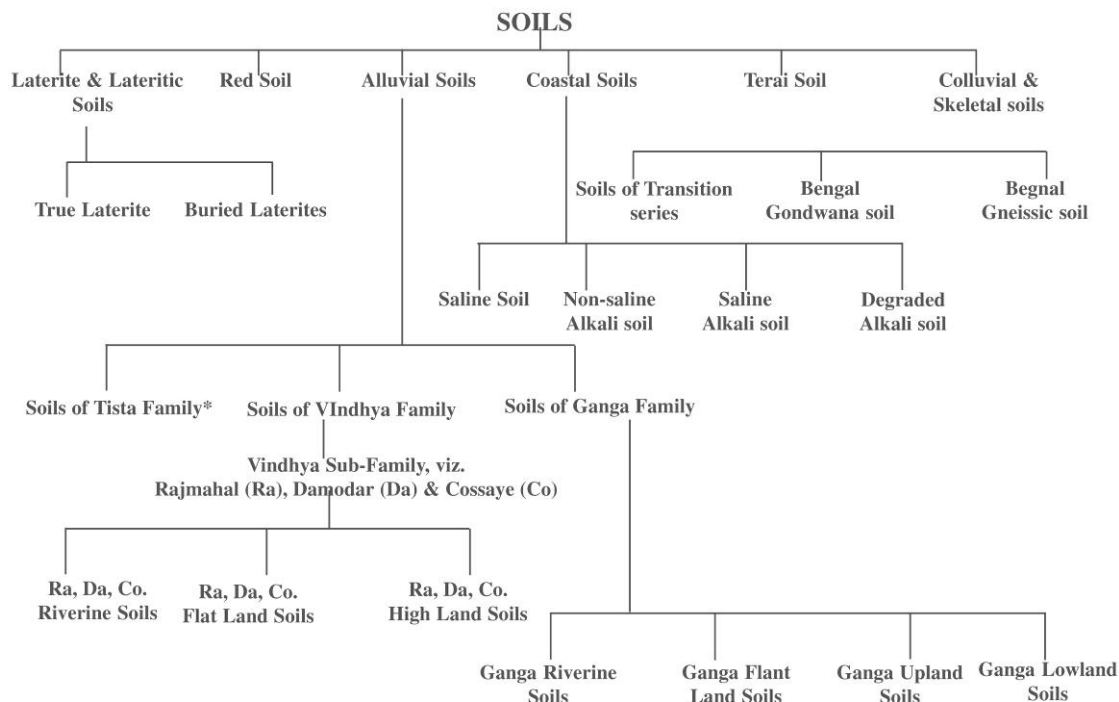 SOILS
Laterite & Lateritic
Soils
Red Soil
Alluvial Soils
Coastal Soils
Terai Soil
Colluvial &
Skeletal soils
True Laterite
Buried Laterites
Soils of Transition
series
Bengal
Gondwana soil
Begnal
Gneissic soil
Saline Soil
Non-saline
Alkali soil
Saline
Alkali soil
Degraded
Alkali soil
Soils of Tista Family*
Soils of VIndhya Family
Soils of Ganga Family
Vindhya Sub-Family, viz.
Rajmahal (Ra), Damodar (Da) & Cossaye (Co)
Ra, Da, Co.
Riverine Soils
Ra, Da, Co.
Flat Land Soils
Ra, Da, Co.
High Land Soils
Ganga Riverine
Soils
Ganga Flant
Land Soils
Ganga Upland
Soils
Ganga Lowland
Soils